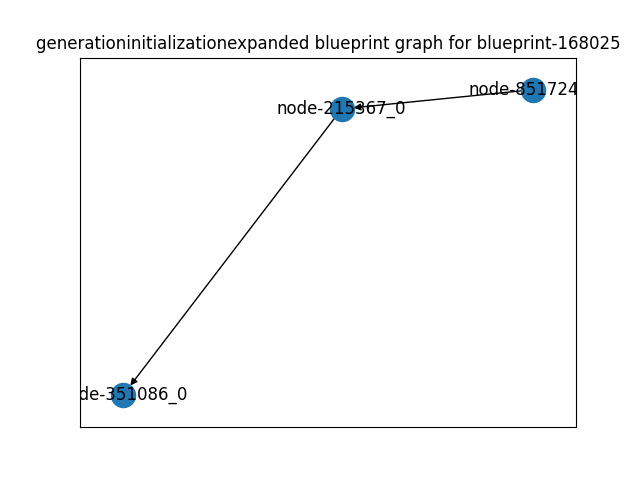 generationinitializationexpanded blueprint graph for blueprint-168025
node-851724
node-215367_0
de-351086_0